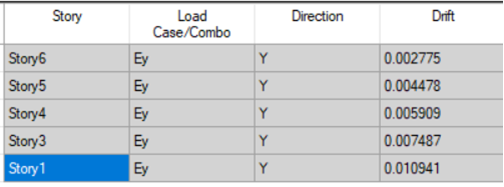 Story Load Case/Combo Direction Drift
Story6 Ey Y 0.002775
Story5 Ey Y 0.004478
Story4 Ey Y 0.005909
Story3 Ey Y 0.007487
Story1 Ey Y 0.010941